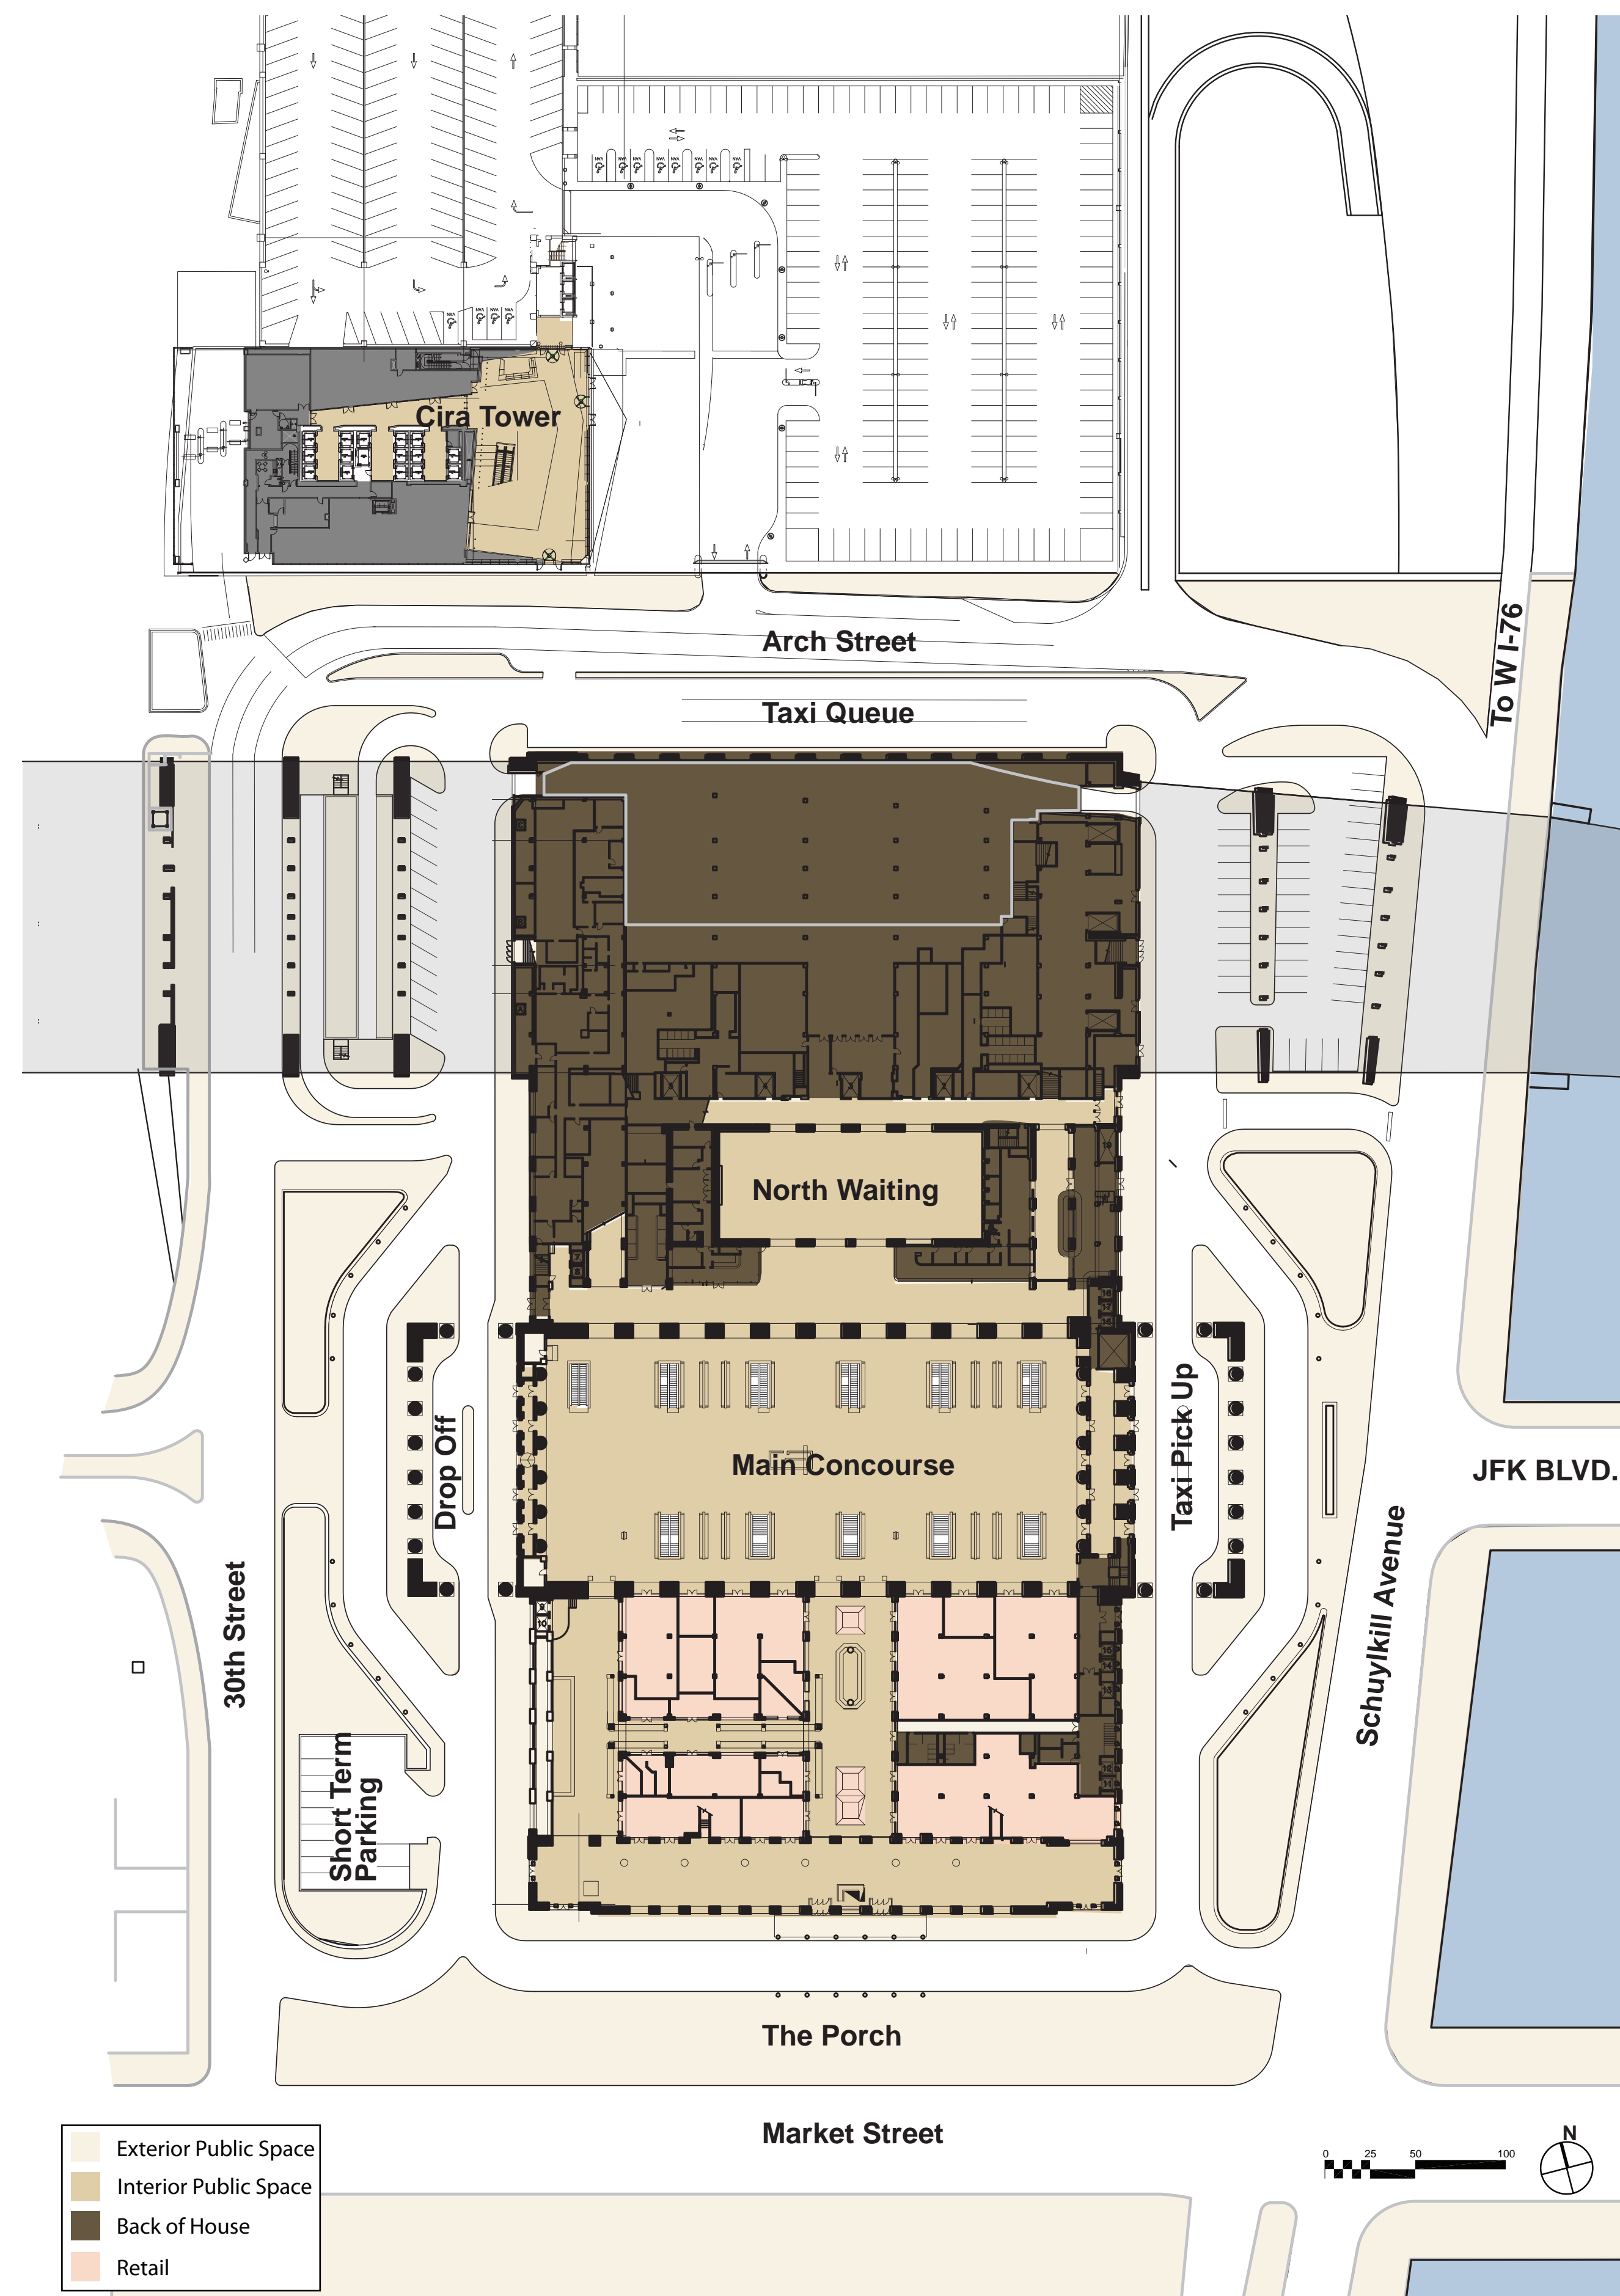 Cira Tower
Arch Street
To W I-76
Taxi Queue
North Waiting
Drop Off
Main Concourse
Taxi Pick Up
JFK BLVD.
30th Street
Schuylkill Avenue
Short Term
Parking
The Porch
Market Street
Exterior Public Space
Interior Public Space
Back of House
Retail
0 25 50 100
N